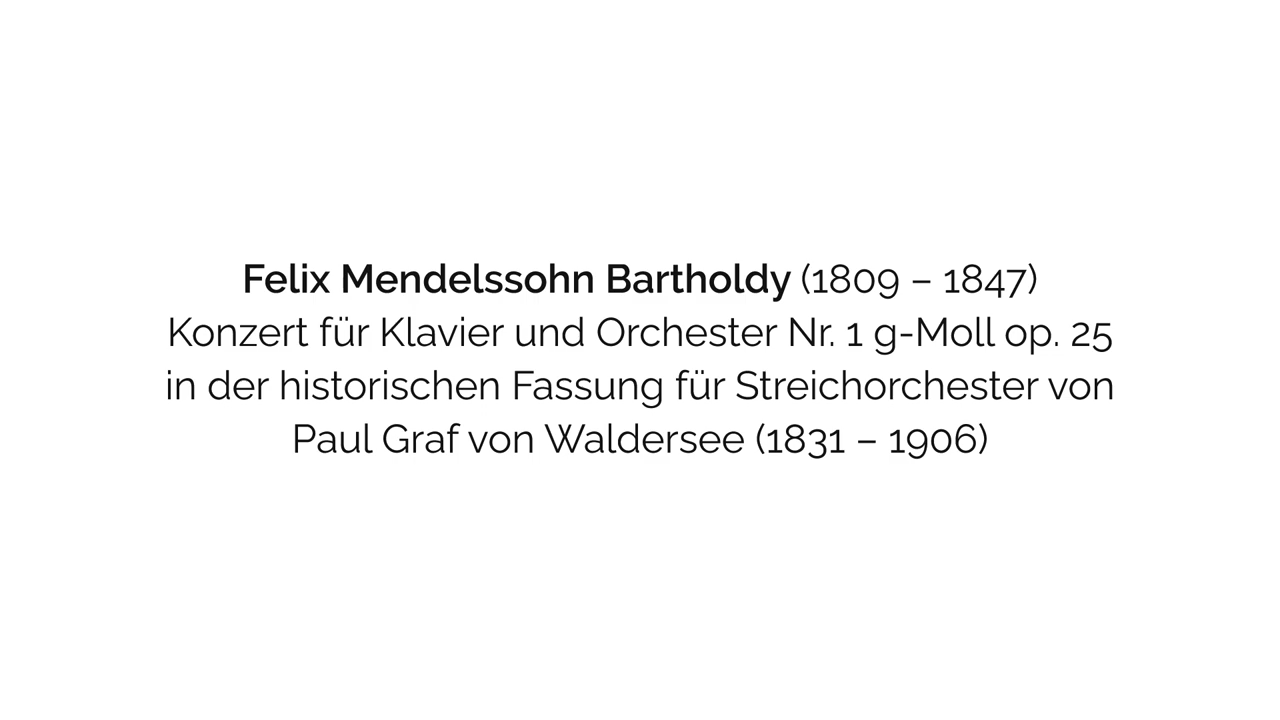 Felix Mendelssohn Bartholdy (1809 – 1847)
Konzert für Klavier und Orchester Nr. 1 g-Moll op. 25
in der historischen Fassung für Streichorchester von
Paul Graf von Waldersee (1831 – 1906)